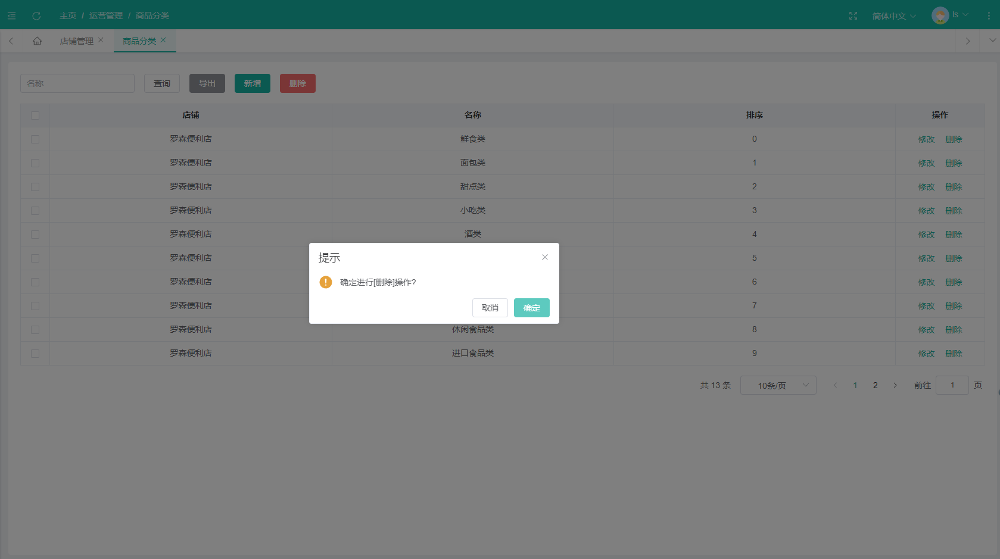 主页 / 运营管理 / 商品分类
简体中文
ls
店铺管理
商品分类
名称
查询
导出
新增
删除
店铺 名称 排序 操作
罗森便利店 鲜食类 0 修改 删除
罗森便利店 面包类 1 修改 删除
罗森便利店 甜点类 2 修改 删除
罗森便利店 小吃类 3 修改 删除
罗森便利店 酒类 4 修改 删除
罗森便利店 5 修改 删除
罗森便利店 6 修改 删除
罗森便利店 7 修改 删除
罗森便利店 休闲食品类 8 修改 删除
罗森便利店 进口食品类 9 修改 删除
提示
确定进行[删除]操作?
取消
确定
共 13 条 10条/页 1 2 前往 1 页